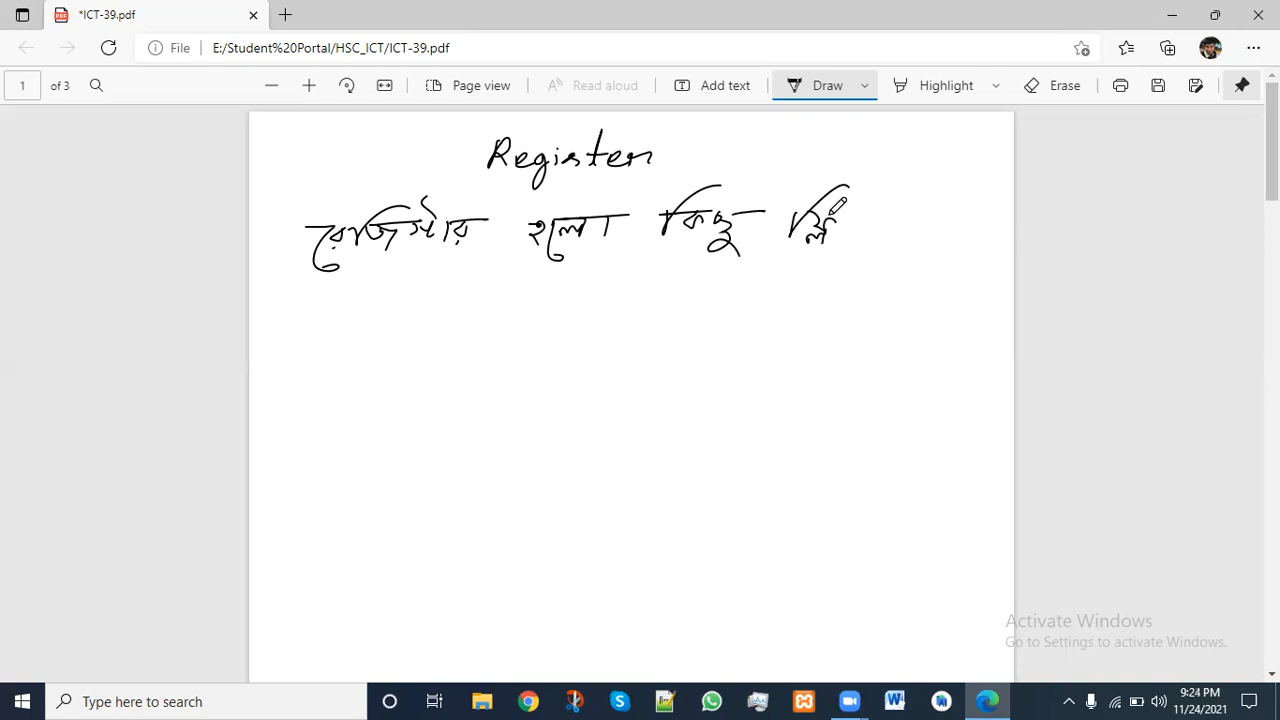 *ICT-39.pdf
File E:/Student%20Portal/HSC_ICT/ICT-39.pdf
1 of 3 Page view Read aloud Add text Draw Highlight Erase
Register
রেজিস্টার হলো কিছু ফ্লি
Activate Windows
Go to Settings to activate Windows.
Type here to search
9:24 PM
11/24/2021